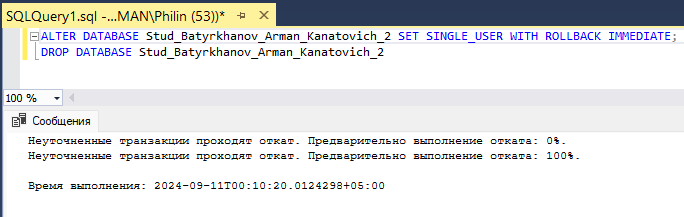 SQLQuery1.sql -...MAN\Philin (53))*
ALTER DATABASE Stud_Batyrkhanov_Arman_Kanatovich_2 SET SINGLE_USER WITH ROLLBACK IMMEDIATE;
DROP DATABASE Stud_Batyrkhanov_Arman_Kanatovich_2
100 %
Сообщения
Неуточненные транзакции проходят откат. Предварительно выполнение отката: 0%.
Неуточненные транзакции проходят откат. Предварительно выполнение отката: 100%.
Время выполнения: 2024-09-11T00:10:20.0124298+05:00